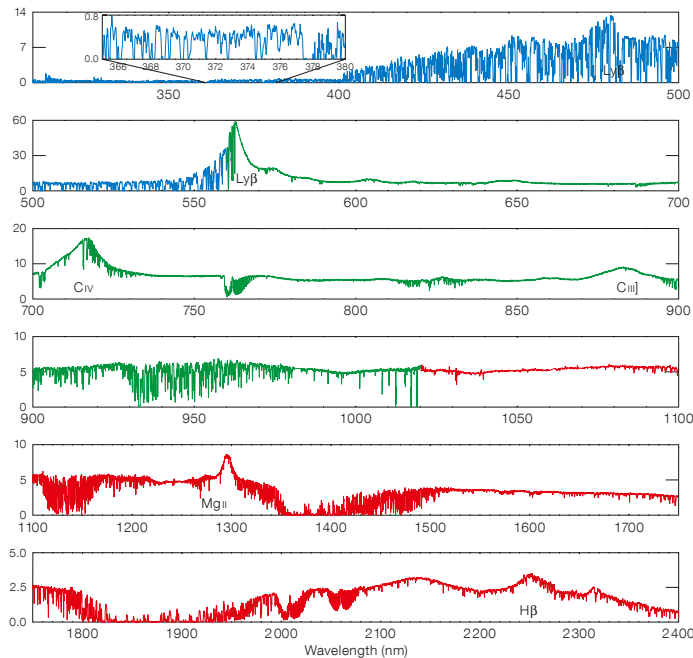 0.8
0.0
366 368 370 372 374 376 378 380
14
7
0
350 400 450 500
Lyβ
60
30
0
500 550 600 650 700
Lyβ
20
10
0
700 750 800 850 900
C IV
C III]
10
5
0
900 950 1000 1050 1100
10
5
0
1100 1200 1300 1400 1500 1600 1700
Mg II
5.0
2.5
0.0
1800 1900 2000 2100 2200 2300 2400
Hβ
Wavelength (nm)